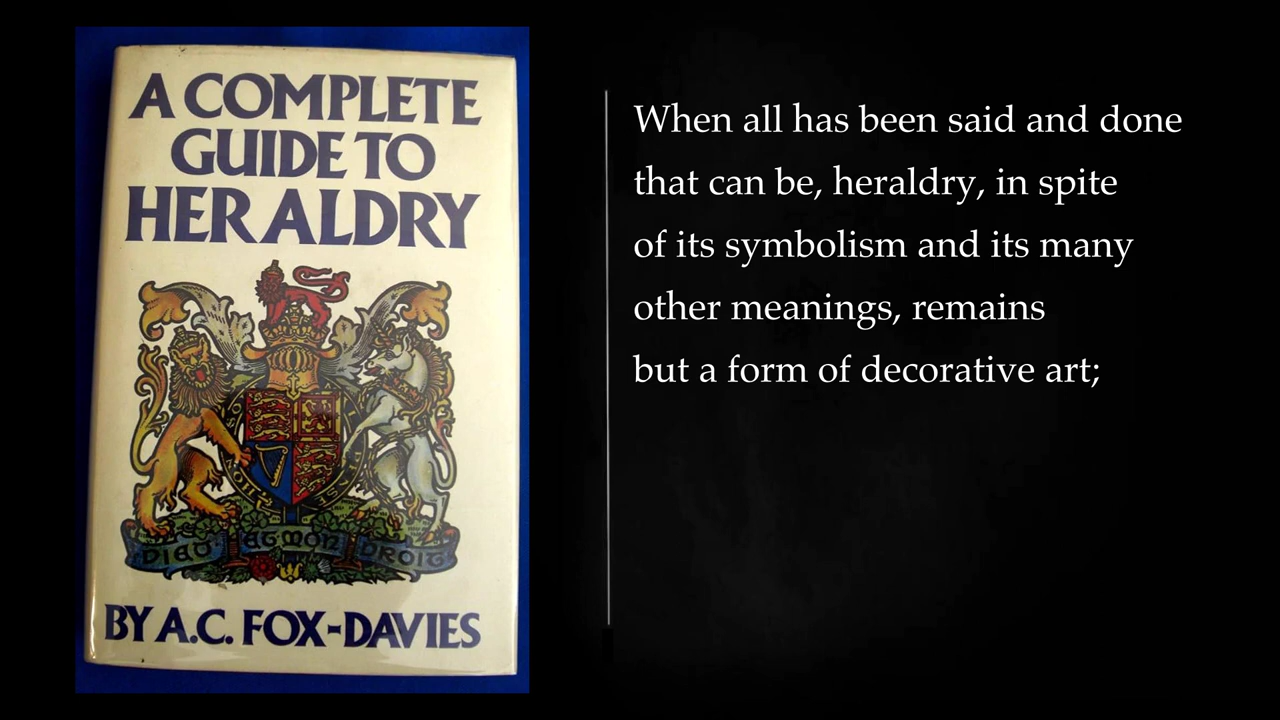 A COMPLETE
GUIDE TO
HERALDRY
DIEU ET MON DROIT
BY A.C. FOX-DAVIES
When all has been said and done
that can be, heraldry, in spite
of its symbolism and its many
other meanings, remains
but a form of decorative art;